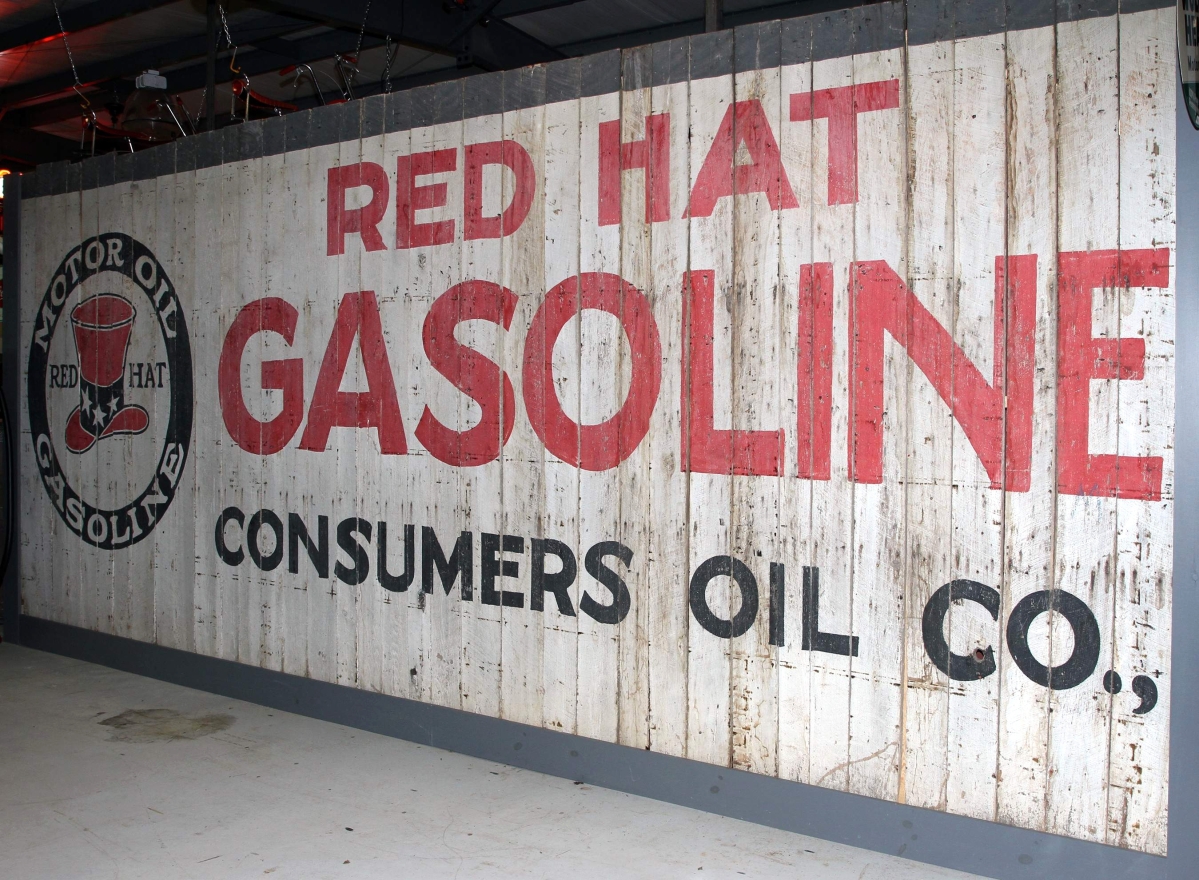 RED HAT
GASOLINE
CONSUMERS OIL CO.,
MOTOR OIL
RED HAT
GASOLINE